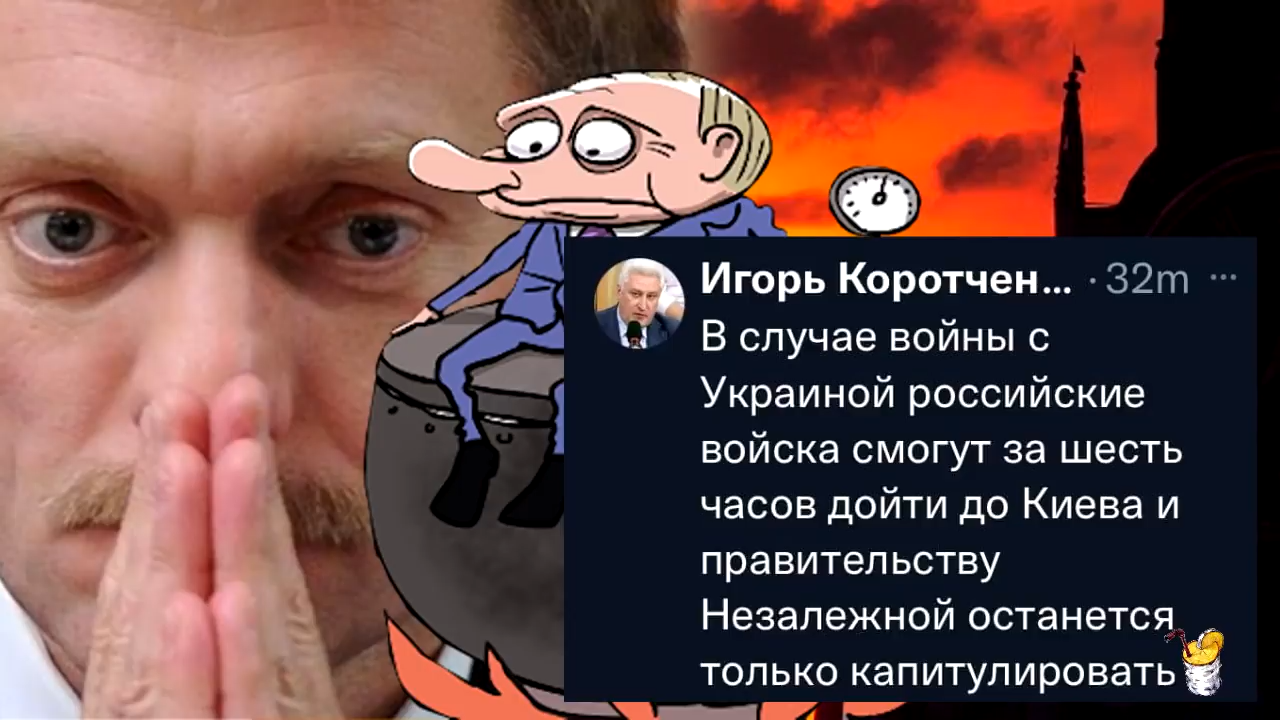 Игорь Коротчен... · 32m ...
В случае войны с
Украиной российские
войска смогут за шесть
часов дойти до Киева и
правительству
Незалежной останется
только капитулировать